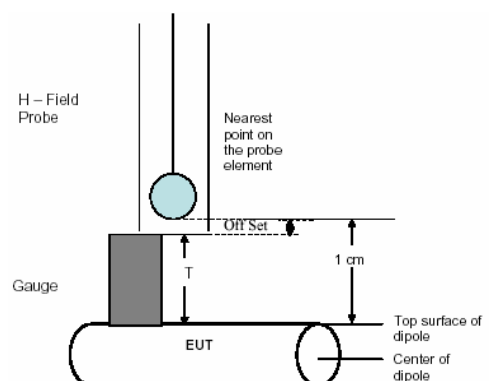 H – Field
Probe
Nearest
point on
the probe
element
Off Set
T
1 cm
Gauge
EUT
Top surface of
dipole
Center of
dipole